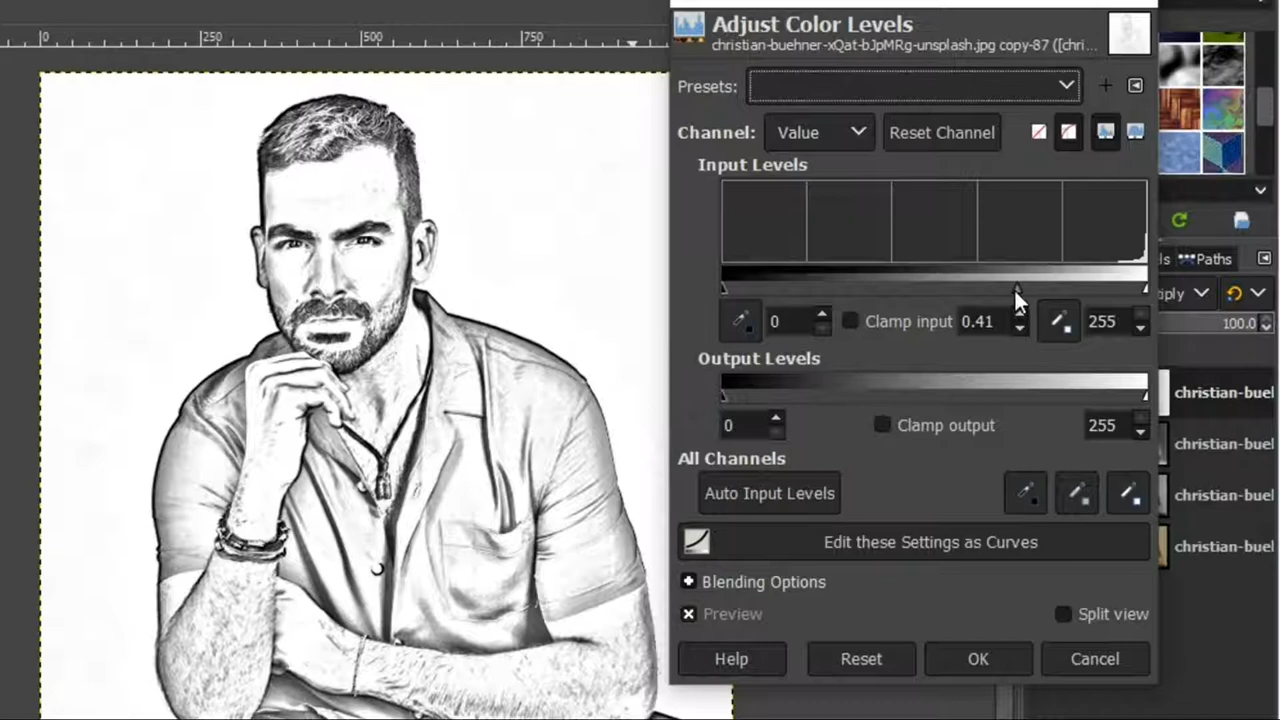 Adjust Color Levels
christian-buehner-xQat-bJpMRg-unsplash.jpg copy-87 ([chri...
0 250 500 750
Presets:
Channel: Value Reset Channel
Input Levels
0 Clamp input 0.41 255
Output Levels
0 Clamp output 255
All Channels
Auto Input Levels
Edit these Settings as Curves
Blending Options
Preview Split view
Help Reset OK Cancel
ls Paths
iply
100.0
christian-buel
christian-buel
christian-buel
christian-buel